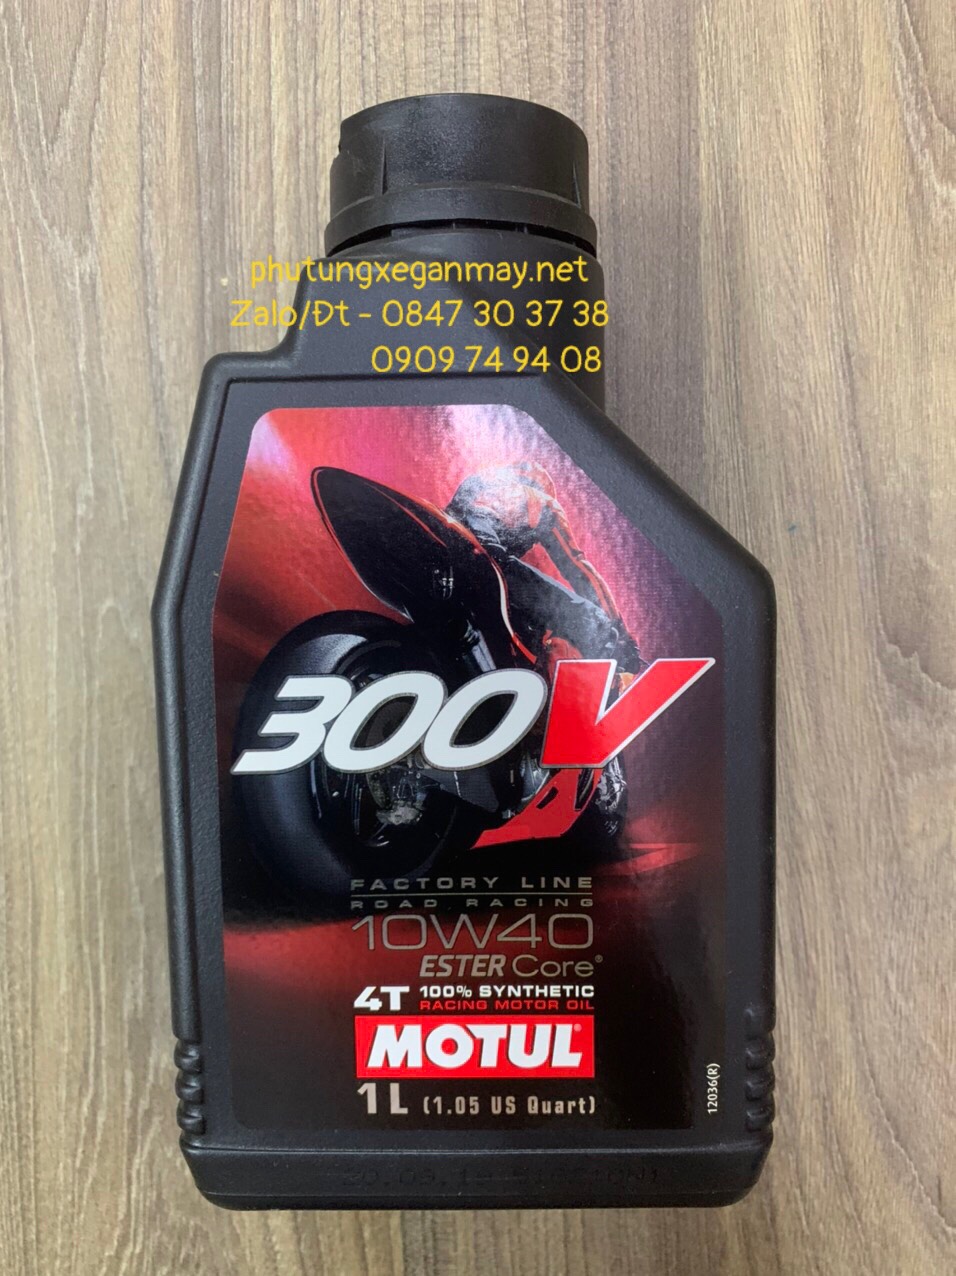 phutungxeganmay.net
Zalo/Đt - 0847 30 37 38
0909 74 94 08
300V
FACTORY LINE
ROAD RACING
10W40
ESTER Core®
4T 100% SYNTHETIC
RACING MOTOR OIL
MOTUL®
1L (1.05 US Quart)
12036(R)